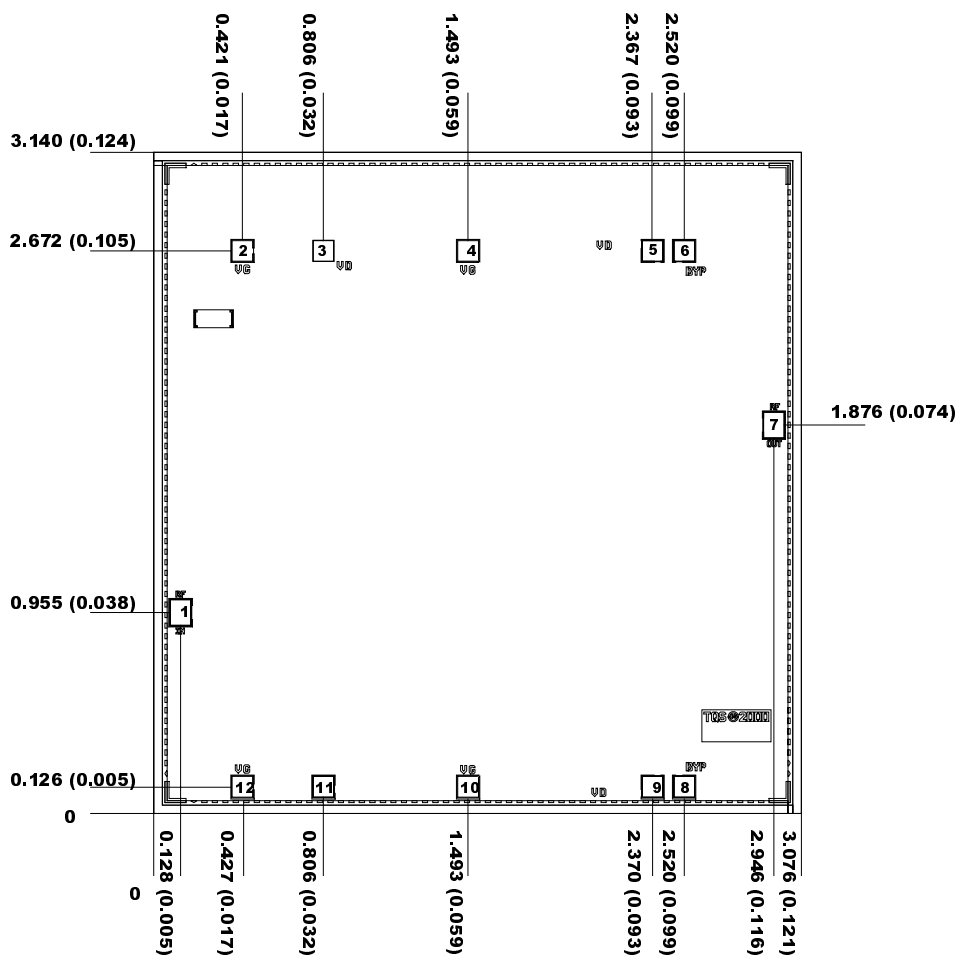 0.421 (0.017)
0.806 (0.032)
1.493 (0.059)
2.367 (0.093)
2.520 (0.099)
3.140 (0.124)
2.672 (0.105)
2
3
4
5
6
VG
VD
VG
VD
BYP
RF
7
OUT
1.876 (0.074)
0.955 (0.038)
RF
1
IN
TQS
2000
0.126 (0.005)
VG
VG
VD
BYP
12
11
10
9
8
0
0
0.128 (0.005)
0.427 (0.017)
0.806 (0.032)
1.493 (0.059)
2.370 (0.093)
2.520 (0.099)
2.946 (0.116)
3.076 (0.121)